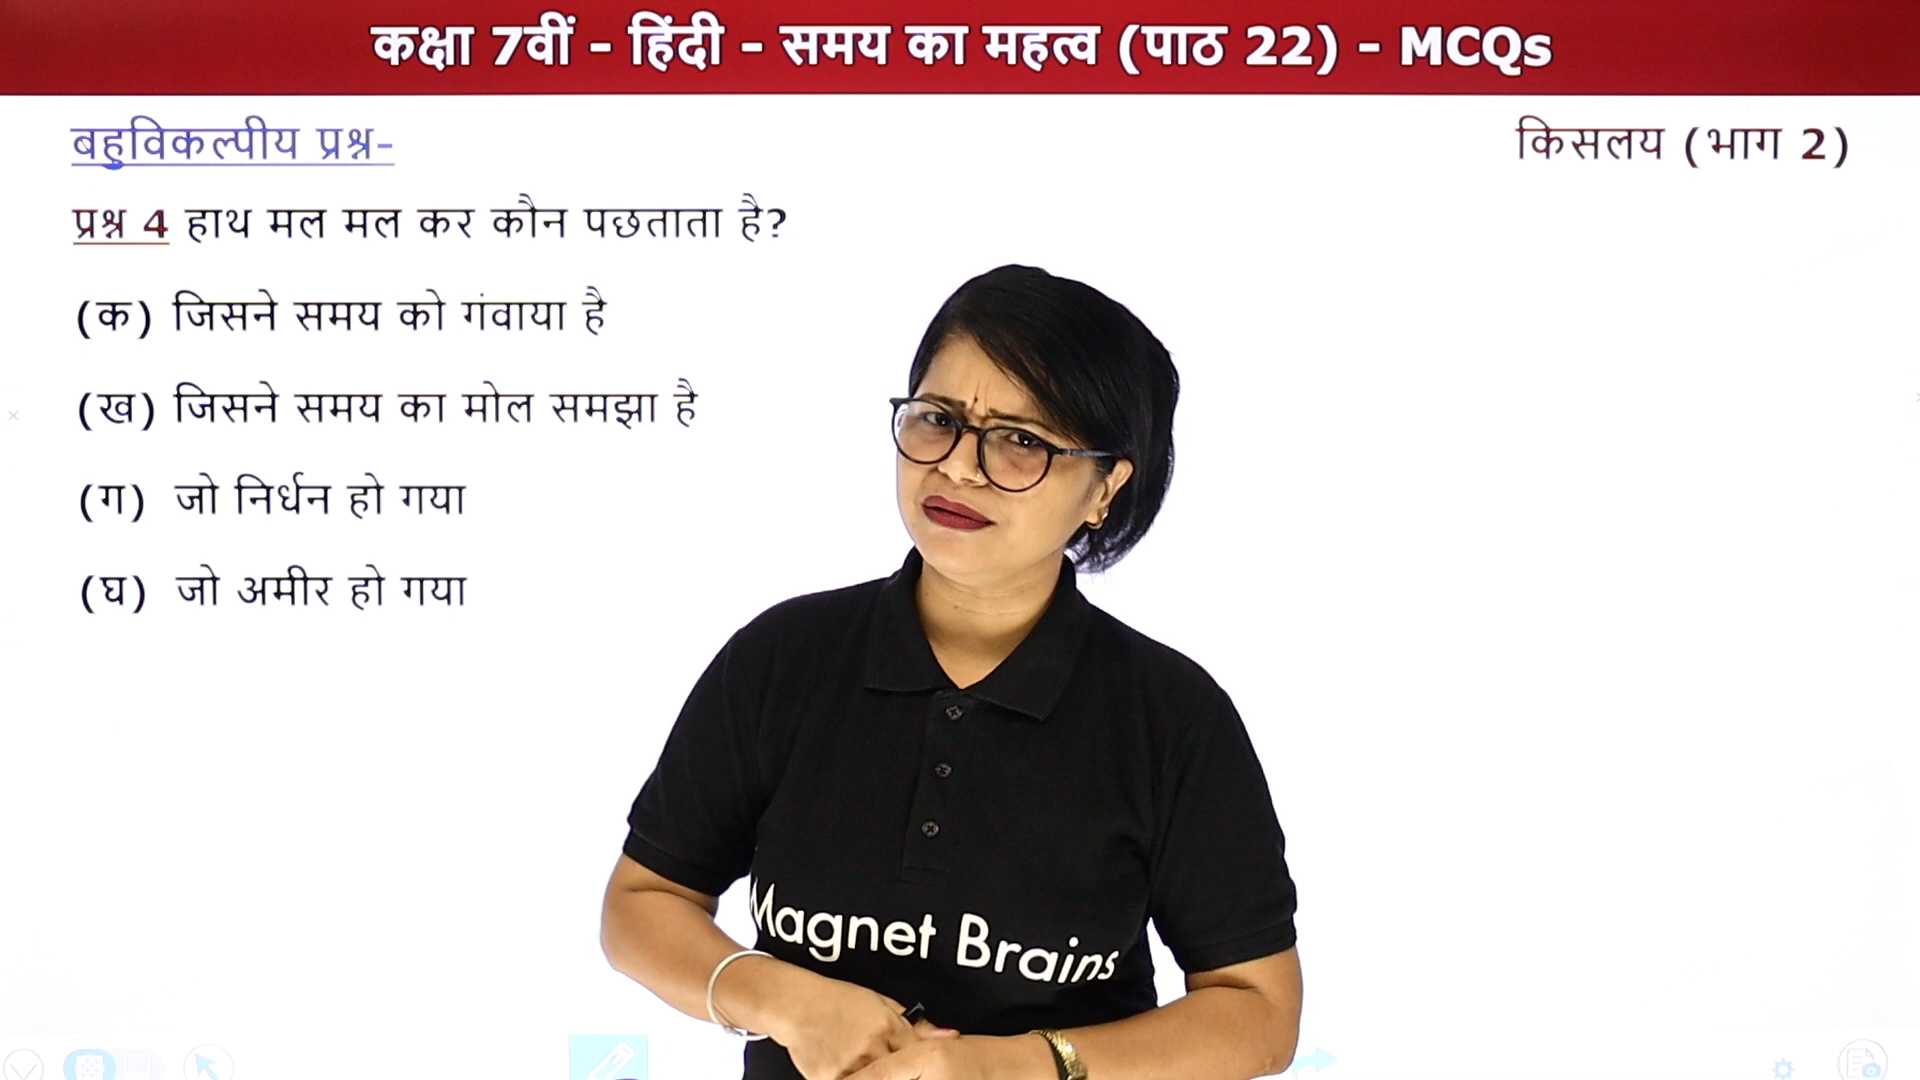 कक्षा 7वीं - हिंदी - समय का महत्व (पाठ 22) - MCQs
बहुविकल्पीय प्रश्न-
किसलय (भाग 2)
प्रश्न 4 हाथ मल मल कर कौन पछताता है?
(क) जिसने समय को गंवाया है
(ख) जिसने समय का मोल समझा है
(ग) जो निर्धन हो गया
(घ) जो अमीर हो गया
Magnet Brains